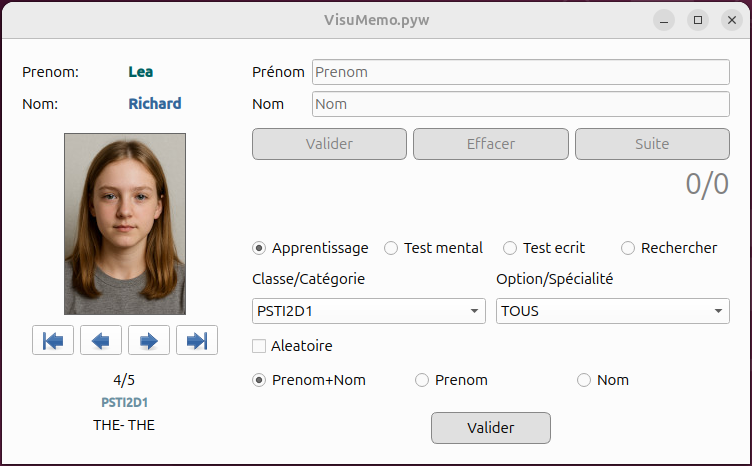 VisuMemo.pyw
Prenom: Lea
Nom: Richard
Prénom Prenom
Nom Nom
Valider Effacer Suite
0/0
Apprentissage Test mental Test ecrit Rechercher
Classe/Catégorie Option/Spécialité
PSTI2D1 TOUS
Aleatoire
Prenom+Nom Prenom Nom
Valider
4/5
PSTI2D1
THE- THE